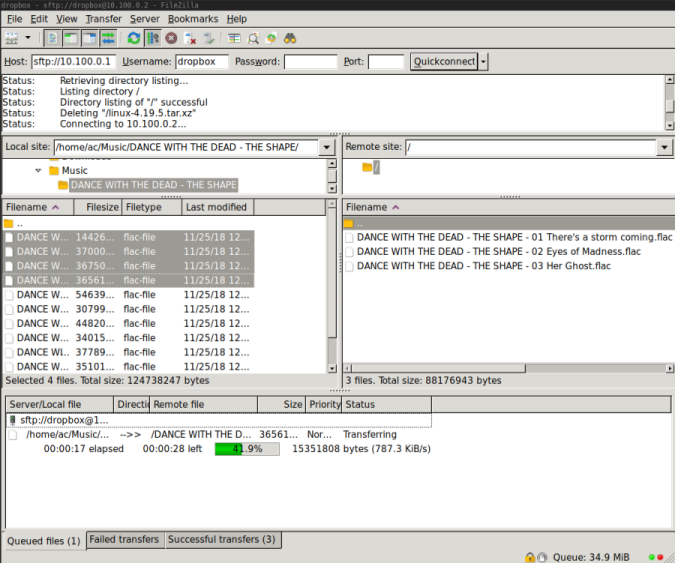 dropbox - sftp://dropbox@10.100.0.2 - FileZilla
File Edit View Transfer Server Bookmarks Help
Host: sftp://10.100.0.1 Username: dropbox Password: Port: Quickconnect
Status: Retrieving directory listing...
Status: Listing directory /
Status: Directory listing of "/" successful
Status: Deleting "/linux-4.19.5.tar.xz"
Status: Connecting to 10.100.0.2...
Local site: /home/ac/Music/DANCE WITH THE DEAD - THE SHAPE/ Remote site: /
Downloads /
Music
DANCE WITH THE DEAD - THE SHAPE
Filename Filesize Filetype Last modified Filename
.. ..
DANCE W... 14426... flac-file 11/25/18 12... DANCE WITH THE DEAD - THE SHAPE - 01 There's a storm coming.flac
DANCE W... 37000... flac-file 11/25/18 12... DANCE WITH THE DEAD - THE SHAPE - 02 Eyes of Madness.flac
DANCE W... 36750... flac-file 11/25/18 12... DANCE WITH THE DEAD - THE SHAPE - 03 Her Ghost.flac
DANCE W... 36561... flac-file 11/25/18 12...
DANCE W... 54639... flac-file 11/25/18 12...
DANCE W... 30799... flac-file 11/25/18 12...
DANCE W... 44820... flac-file 11/25/18 12...
DANCE W... 34015... flac-file 11/25/18 12...
DANCE WI... 37789... flac-file 11/25/18 12...
DANCE W... 35101... flac-file 11/25/18 12...
Selected 4 files. Total size: 124738247 bytes 3 files. Total size: 88176943 bytes
Server/Local file Directic Remote file Size Priority Status
sftp://dropbox@1...
/home/ac/Music/... -->> /DANCE WITH THE D... 36561... Nor... Transferring
00:00:17 elapsed 00:00:28 left 41.9% 15351808 bytes (787.3 KiB/s)
Queued files (1) Failed transfers Successful transfers (3)
Queue: 34.9 MiB